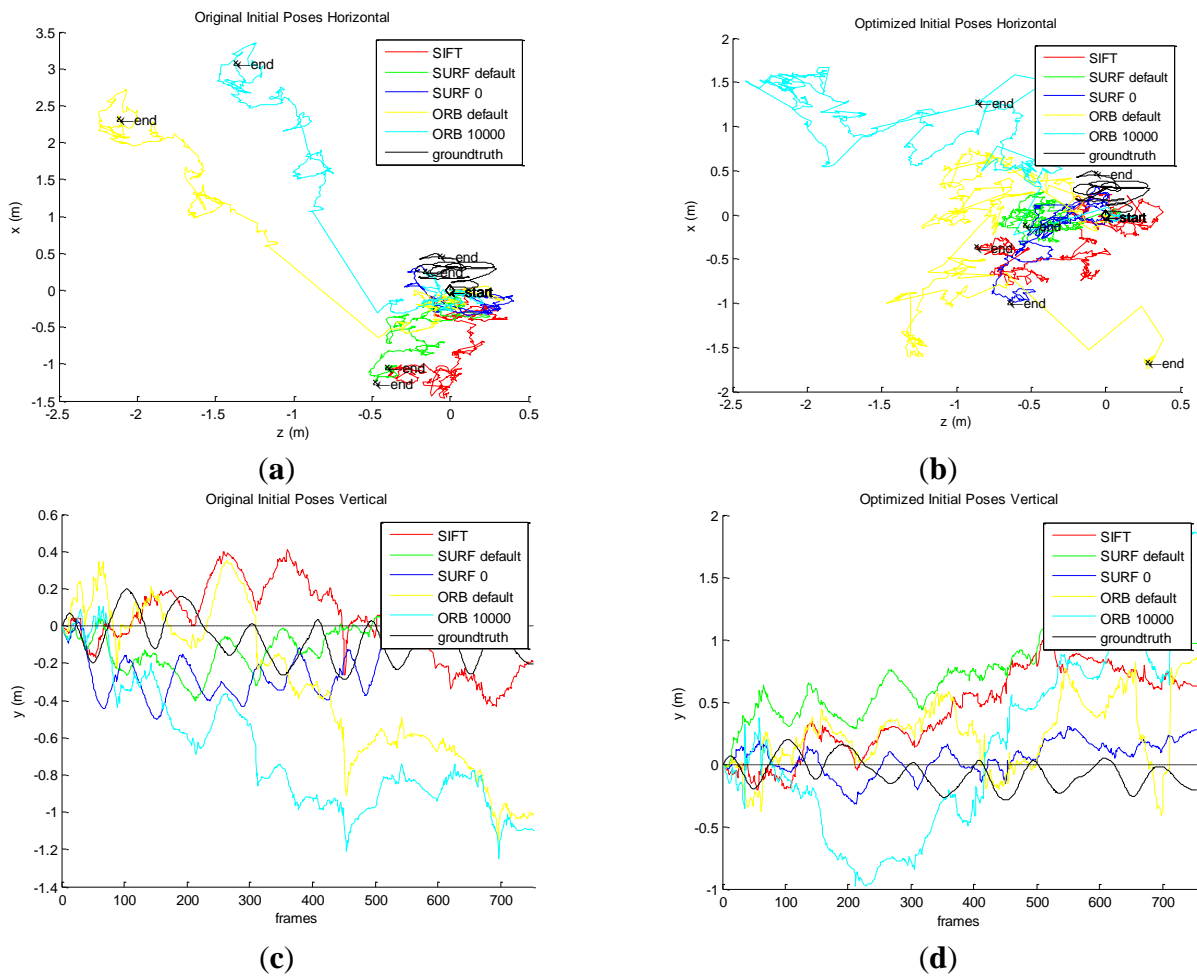 Original Initial Poses Horizontal
3.5
3
2.5
2
1.5
1
0.5
0
-0.5
-1
-1.5
x (m)
-2.5
-2
-1.5
-1
-0.5
0
0.5
z (m)
SIFT
SURF default
SURF 0
ORB default
ORB 10000
groundtruth
end
end
end
end
start
end
end
(a)
Optimized Initial Poses Horizontal
2
1.5
1
0.5
0
-0.5
-1
-1.5
-2
x (m)
-2.5
-2
-1.5
-1
-0.5
0
0.5
z (m)
SIFT
SURF default
SURF 0
ORB default
ORB 10000
groundtruth
end
end
start
end
end
end
end
(b)
Original Initial Poses Vertical
0.6
0.4
0.2
0
-0.2
-0.4
-0.6
-0.8
-1
-1.2
-1.4
y (m)
0
100
200
300
400
500
600
700
frames
SIFT
SURF default
SURF 0
ORB default
ORB 10000
groundtruth
(c)
Optimized Initial Poses Vertical
2
1.5
1
0.5
0
-0.5
-1
y (m)
0
100
200
300
400
500
600
700
frames
SIFT
SURF default
SURF 0
ORB default
ORB 10000
groundtruth
(d)